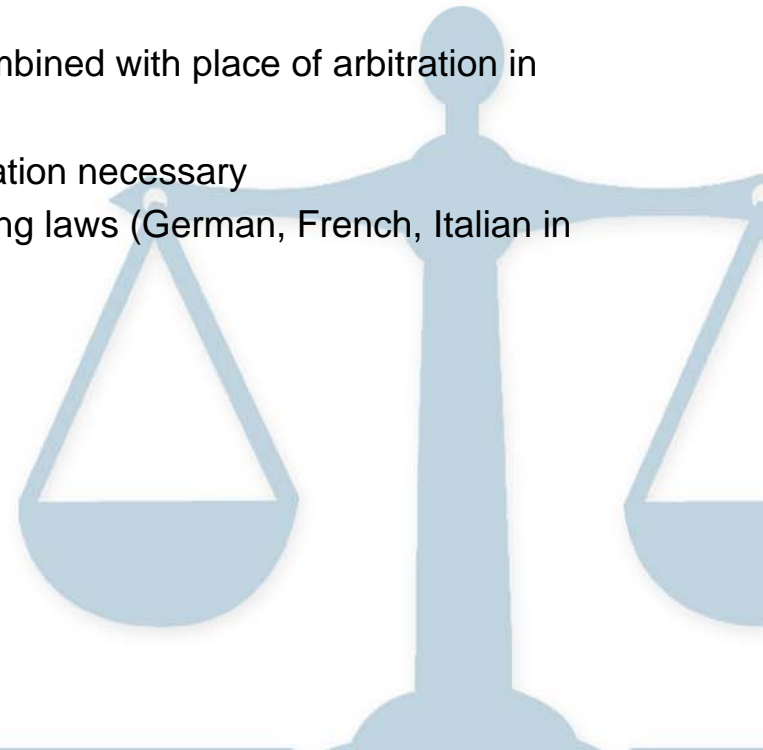 mbined with place of arbitration in
ation necessary
ng laws (German, French, Italian in